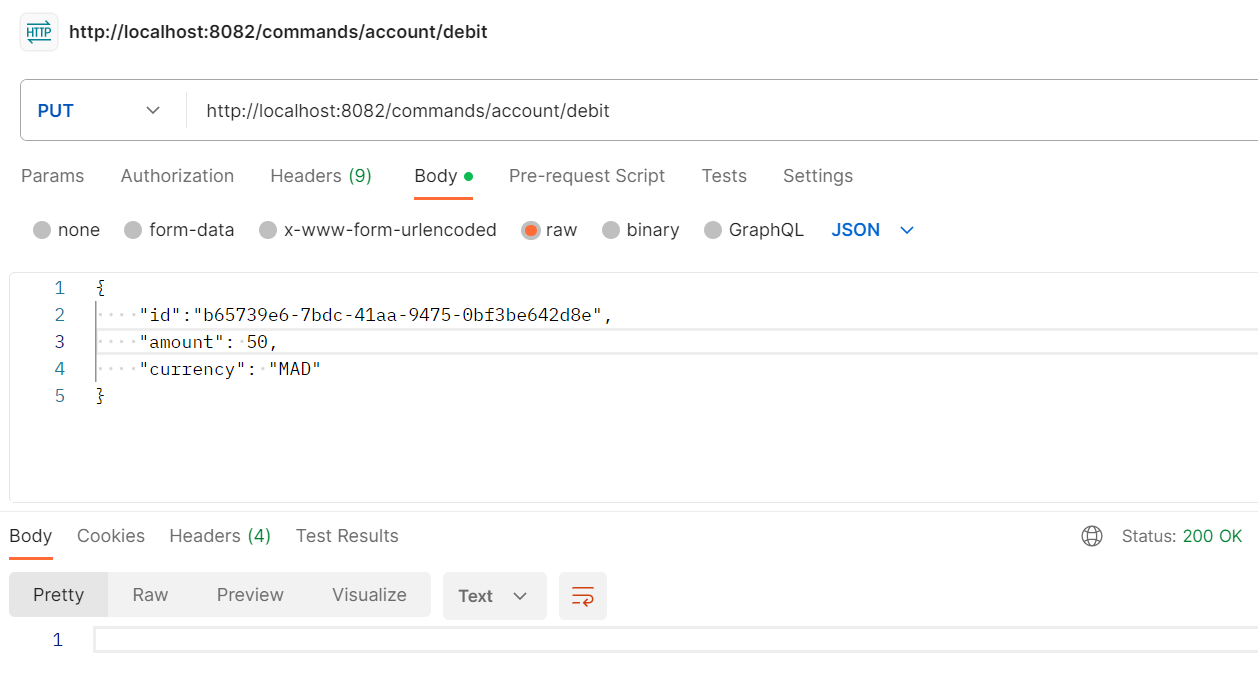 HTTP http://localhost:8082/commands/account/debit
PUT http://localhost:8082/commands/account/debit
Params Authorization Headers (9) Body Pre-request Script Tests Settings
none form-data x-www-form-urlencoded raw binary GraphQL JSON
1 {
2 "id":"b65739e6-7bdc-41aa-9475-0bf3be642d8e",
3 "amount": 50,
4 "currency": "MAD"
5 }
Body Cookies Headers (4) Test Results Status: 200 OK
Pretty Raw Preview Visualize Text
1